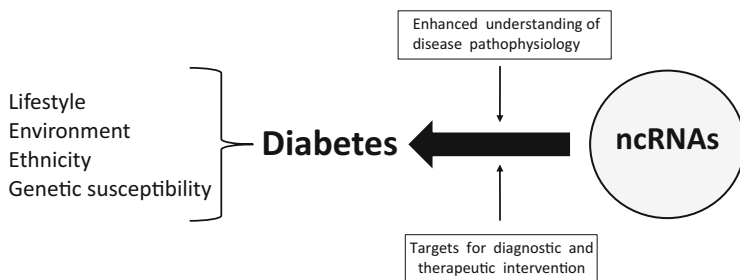 Lifestyle
Environment
Ethnicity
Genetic susceptibility
Diabetes
Enhanced understanding of
disease pathophysiology
Targets for diagnostic and
therapeutic intervention
ncRNAs